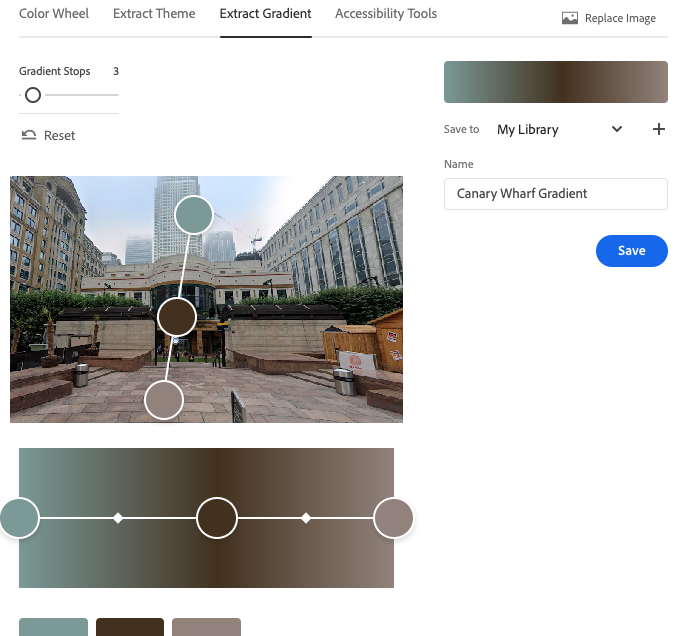 Color Wheel
Extract Theme
Extract Gradient
Accessibility Tools
Replace Image
Gradient Stops 3
Reset
Save to My Library
Name
Canary Wharf Gradient
Save